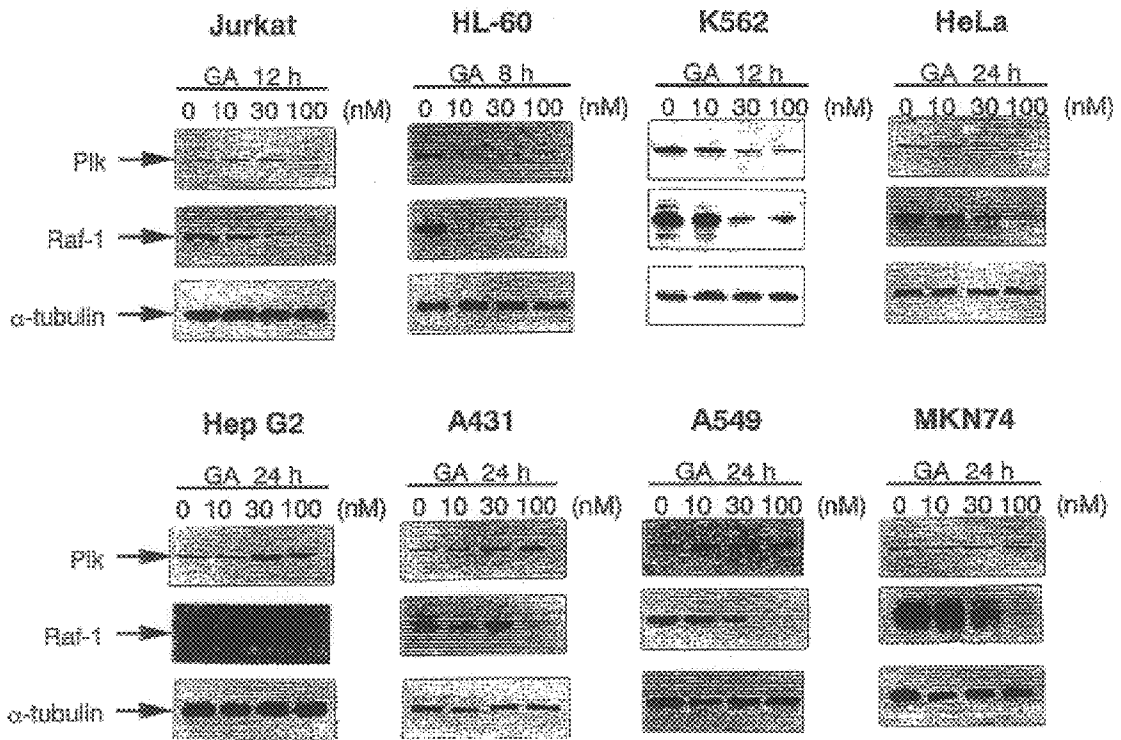 Jurkat HL-60 K562 HeLa
GA 12 h GA 8 h GA 12 h GA 24 h
0 10 30 100 (nM) 0 10 30 100 (nM) 0 10 30 100 (nM) 0 10 30 100 (nM)
Plk
Raf-1
α-tubulin
Hep G2 A431 A549 MKN74
GA 24 h GA 24 h GA 24 h GA 24 h
0 10 30 100 (nM) 0 10 30 100 (nM) 0 10 30 100 (nM) 0 10 30 100 (nM)
Plk
Raf-1
α-tubulin